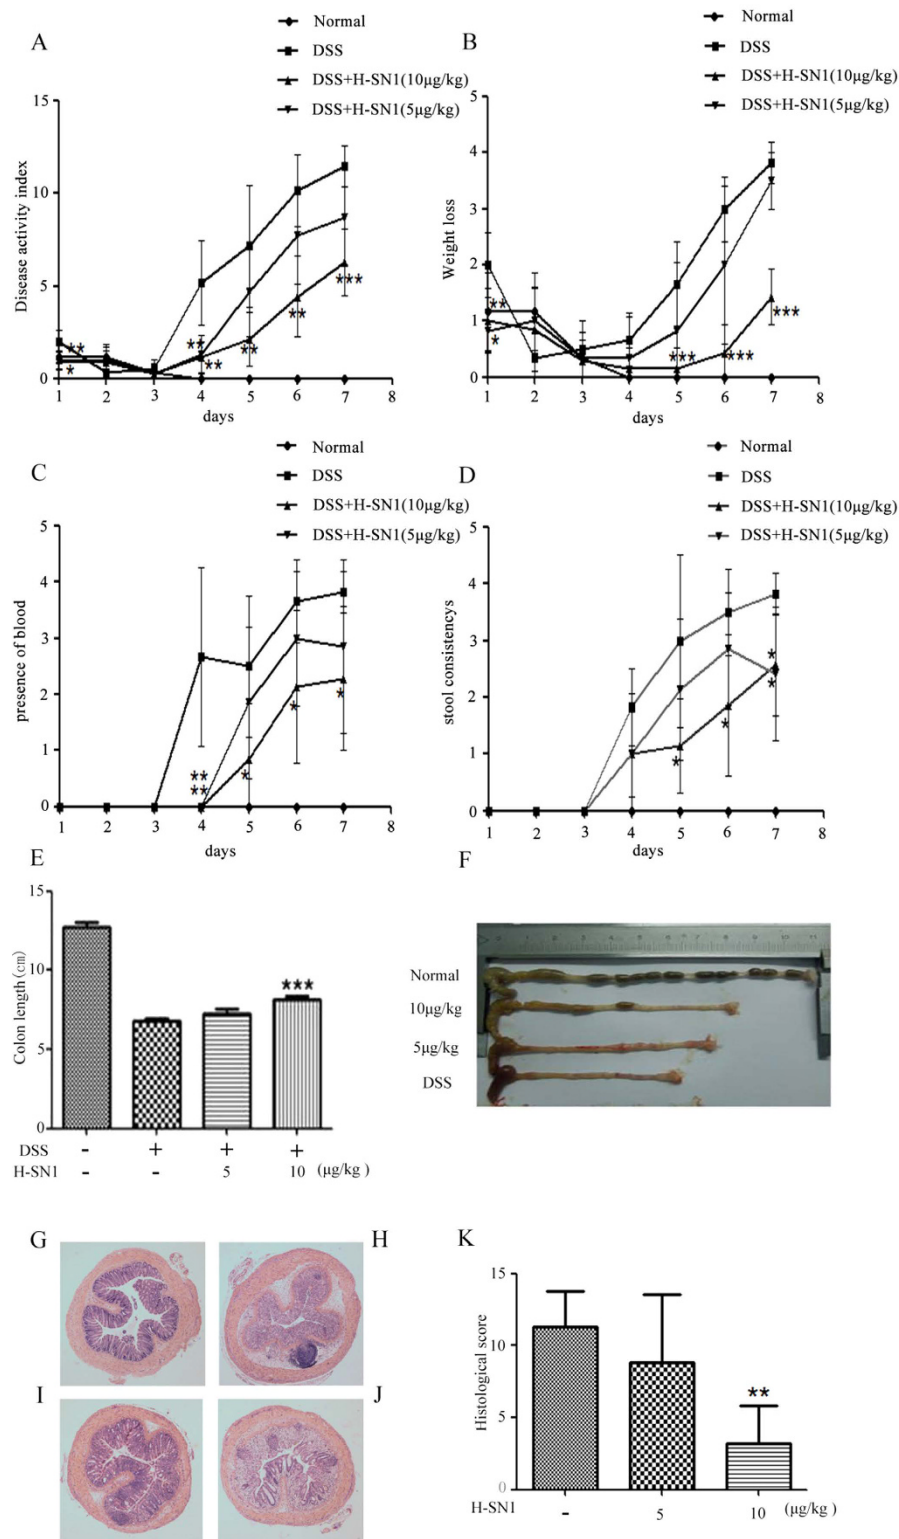 A
Normal
DSS
DSS+H-SN1(10μg/kg)
DSS+H-SN1(5μg/kg)
Disease activity index
15
10
5
0
**
*
**
**
**
**
***
1 2 3 4 5 6 7 8
days
B
Normal
DSS
DSS+H-SN1(10μg/kg)
DSS+H-SN1(5μg/kg)
Weight loss
5
4
3
2
1
0
**
*
***
***
***
1 2 3 4 5 6 7 8
days
C
Normal
DSS
DSS+H-SN1(10μg/kg)
DSS+H-SN1(5μg/kg)
presence of blood
5
4
3
2
1
0
**
**
*
*
*
1 2 3 4 5 6 7 8
days
D
Normal
DSS
DSS+H-SN1(10μg/kg)
DSS+H-SN1(5μg/kg)
stool consistencys
5
4
3
2
1
0
*
*
*
*
1 2 3 4 5 6 7 8
days
E
Colon length(cm)
15
10
5
0
***
DSS - + + +
H-SN1 - - 5 10 (μg/kg )
F
Normal
10μg/kg
5μg/kg
DSS
G
H
I
J
K
Histological score
15
10
5
0
**
H-SN1 - 5 10 (μg/kg )